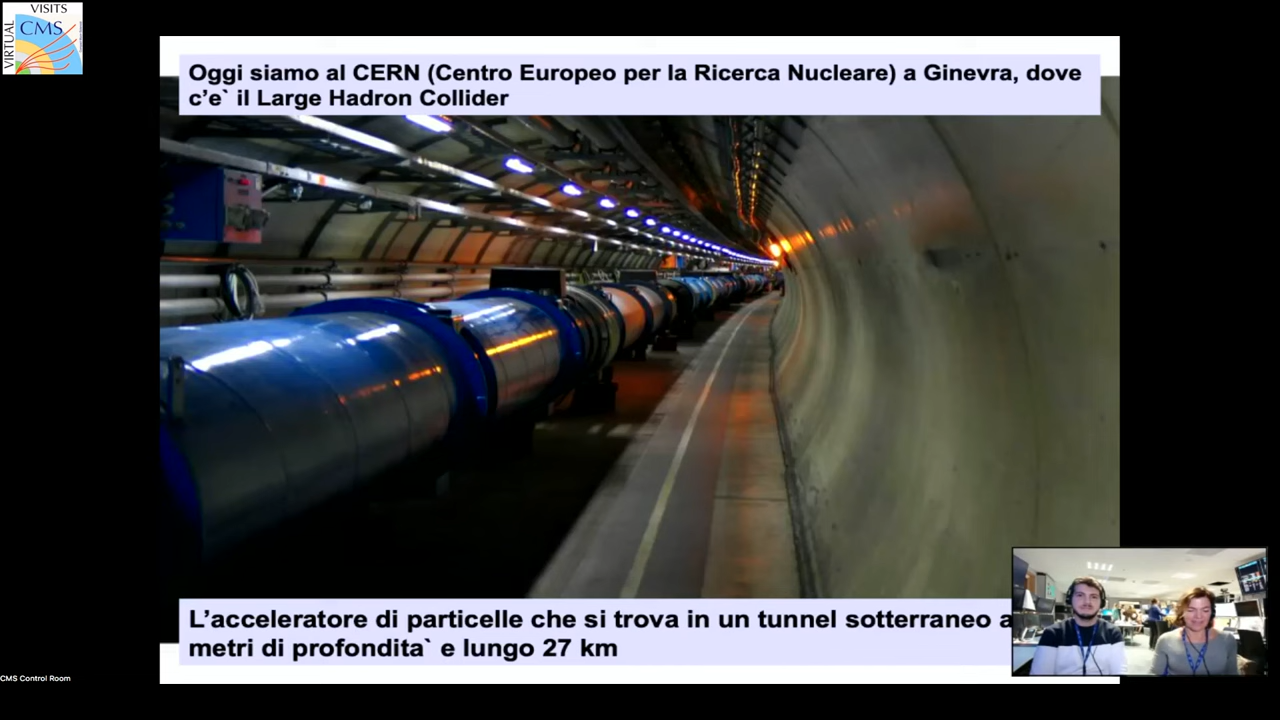 VISITS
VIRTUAL
CMS
Oggi siamo al CERN (Centro Europeo per la Ricerca Nucleare) a Ginevra, dove
c'e` il Large Hadron Collider
L'acceleratore di particelle che si trova in un tunnel sotterraneo a
metri di profondita` e lungo 27 km
CMS Control Room